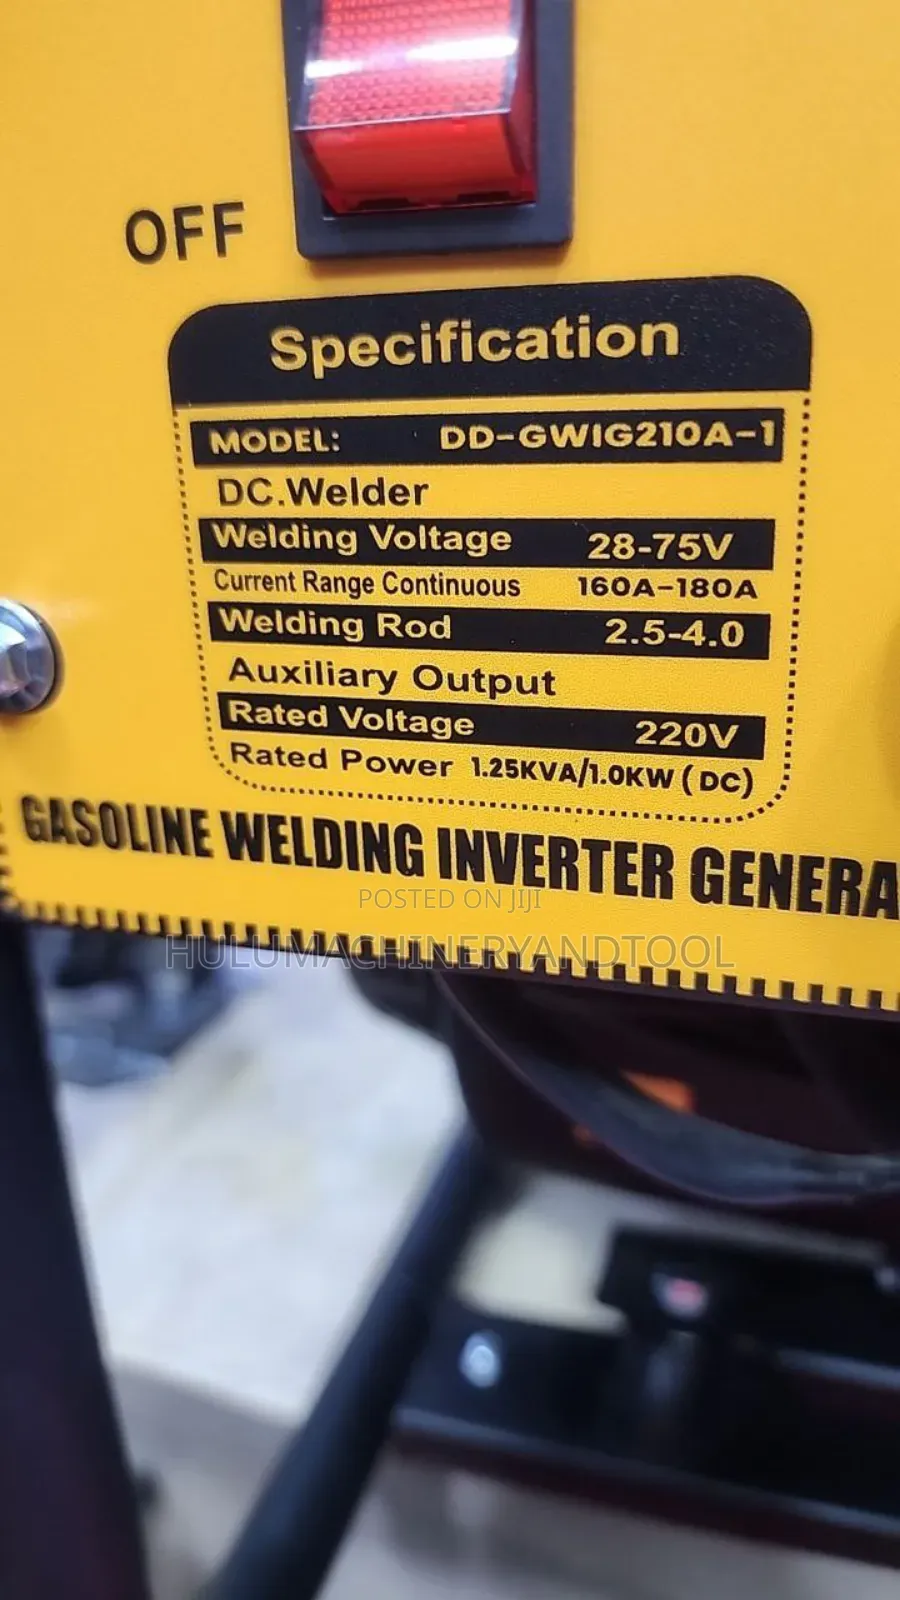 OFF
Specification
MODEL: DD-GWIG210A-1
DC.Welder
Welding Voltage 28-75V
Current Range Continuous 160A-180A
Welding Rod 2.5-4.0
Auxiliary Output
Rated Voltage 220V
Rated Power 1.25KVA/1.0KW (DC)
GASOLINE WELDING INVERTER GENERA
POSTED ON JIJI
HULUMACHINERYANDTOOL